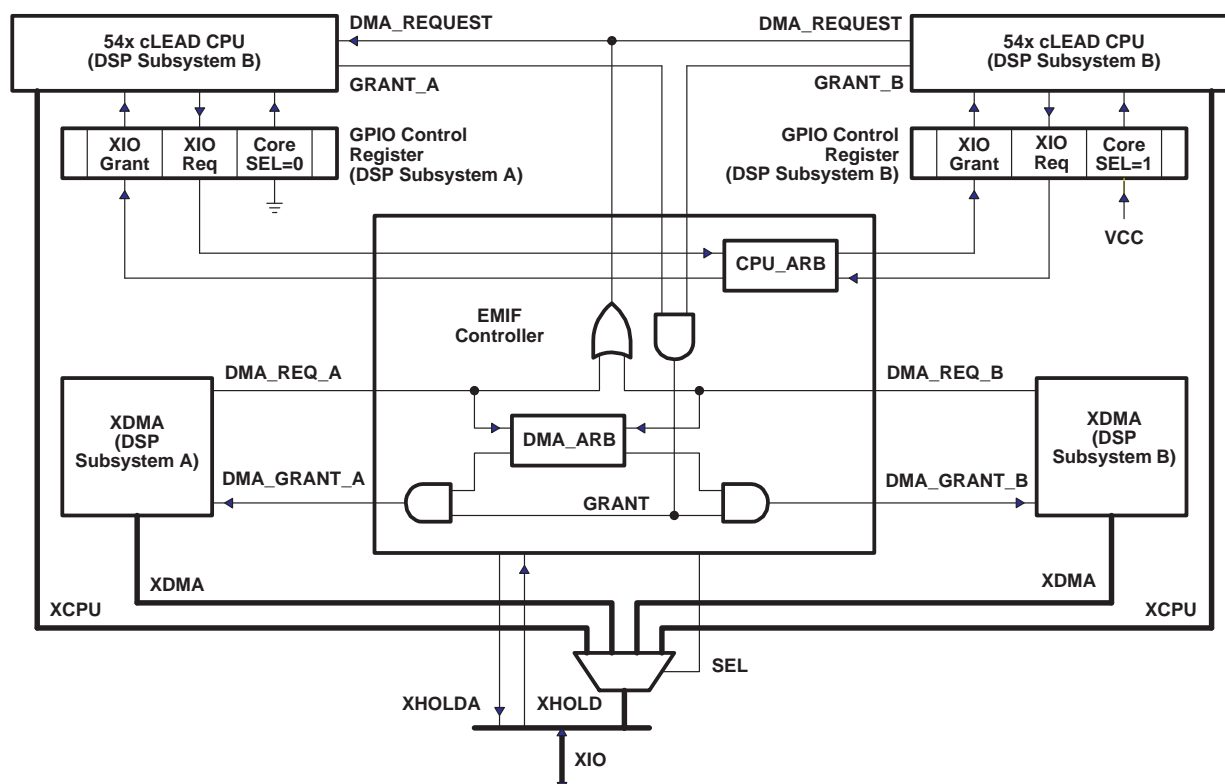 DMA_REQUEST
DMA_REQUEST
54x cLEAD CPU
(DSP Subsystem B)
54x cLEAD CPU
(DSP Subsystem B)
GRANT_A
GRANT_B
XIO
Grant
XIO
Req
Core
SEL=0
GPIO Control
Register
(DSP Subsystem A)
GPIO Control
Register
(DSP Subsystem B)
XIO
Grant
XIO
Req
Core
SEL=1
VCC
CPU_ARB
EMIF
Controller
DMA_REQ_A
DMA_REQ_B
XDMA
(DSP
Subsystem A)
DMA_ARB
XDMA
(DSP
Subsystem B)
DMA_GRANT_A
GRANT
DMA_GRANT_B
XDMA
XDMA
XCPU
XCPU
SEL
XHOLDA
XHOLD
XIO